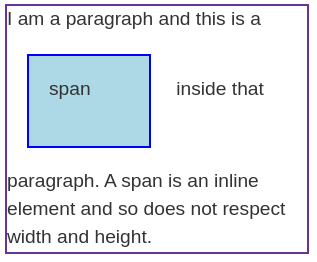 I am a paragraph and this is a
span inside that
paragraph. A span is an inline
element and so does not respect
width and height.